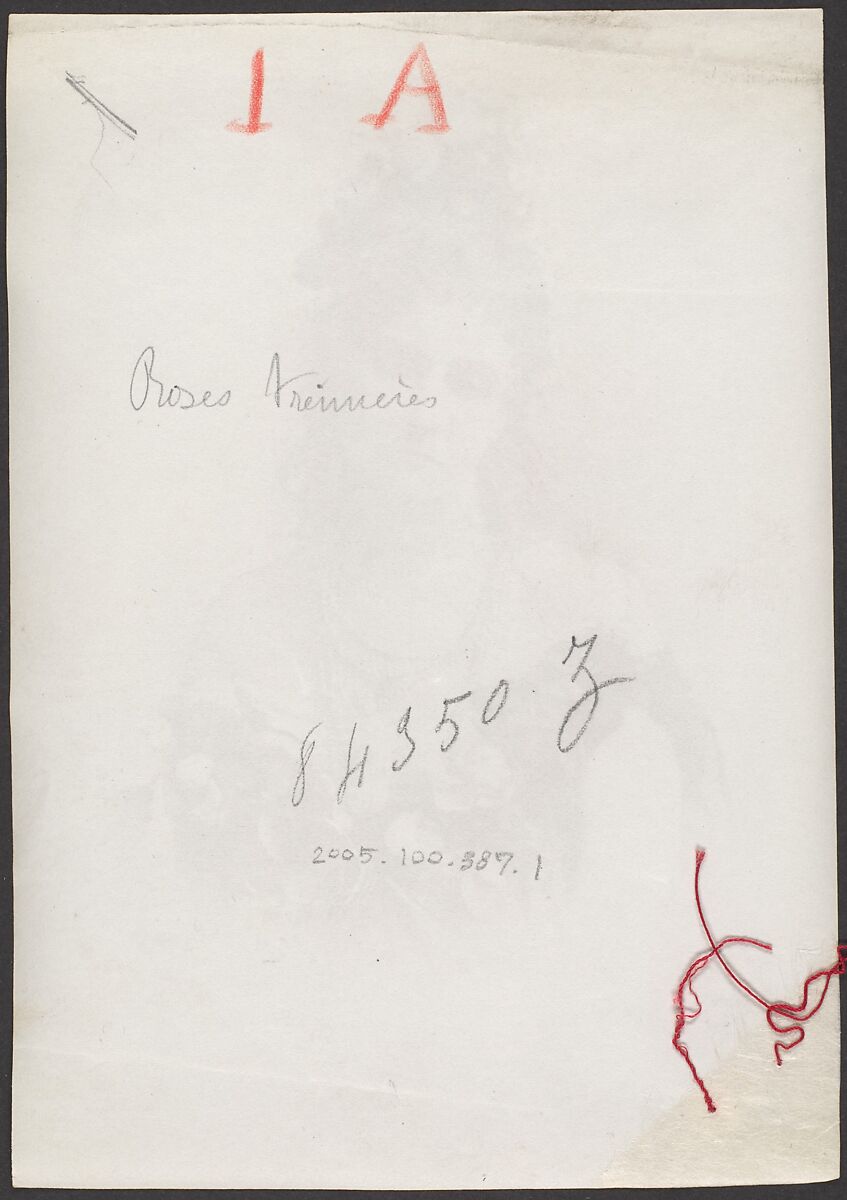 1 A
Roses trémières
84350 Z
2005.100.387.1